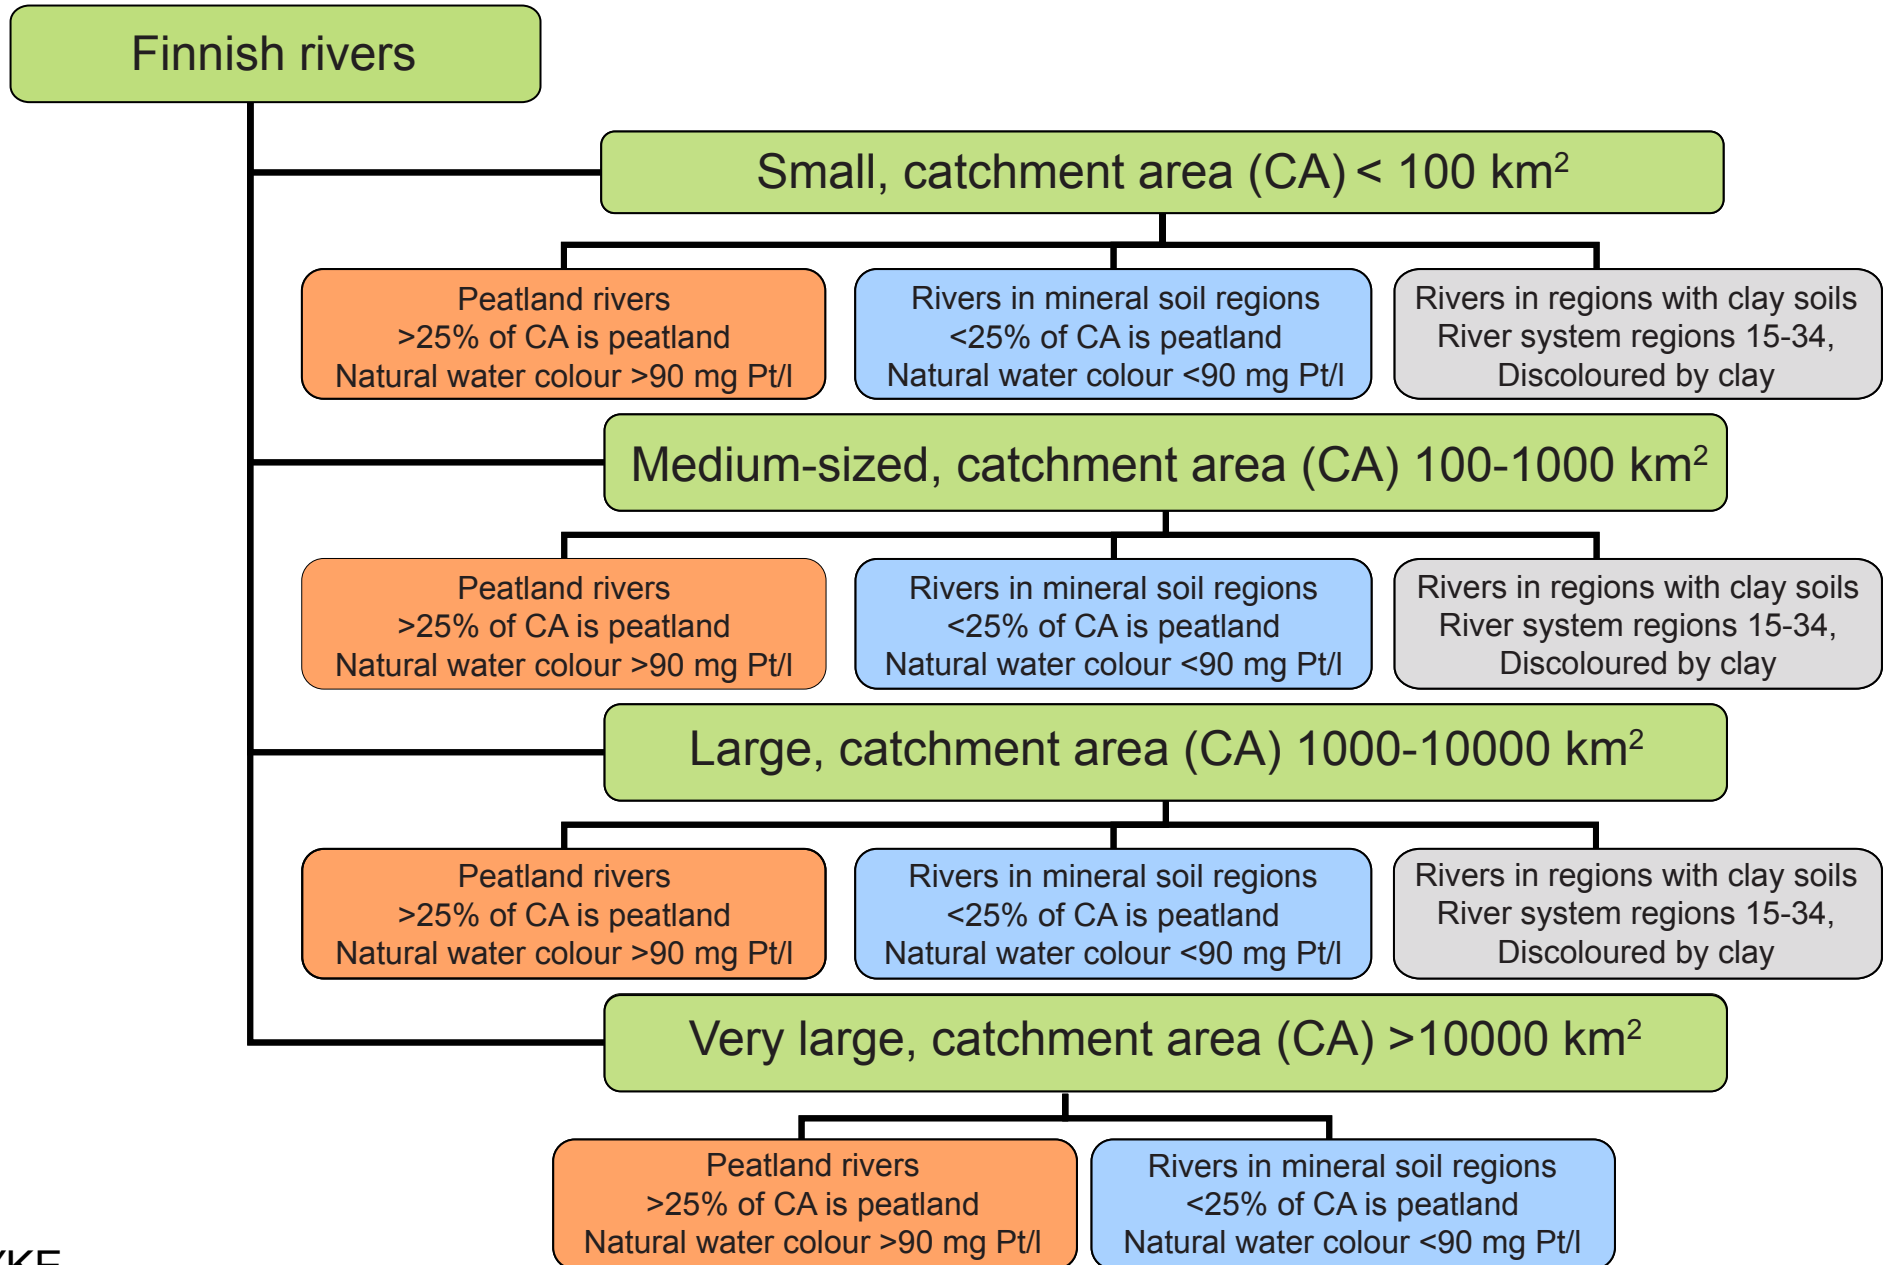 Finnish rivers
Small, catchment area (CA) < 100 km²
Peatland rivers
>25% of CA is peatland
Natural water colour >90 mg Pt/l
Rivers in mineral soil regions
<25% of CA is peatland
Natural water colour <90 mg Pt/l
Rivers in regions with clay soils
River system regions 15-34,
Discoloured by clay
Medium-sized, catchment area (CA) 100-1000 km²
Peatland rivers
>25% of CA is peatland
Natural water colour >90 mg Pt/l
Rivers in mineral soil regions
<25% of CA is peatland
Natural water colour <90 mg Pt/l
Rivers in regions with clay soils
River system regions 15-34,
Discoloured by clay
Large, catchment area (CA) 1000-10000 km²
Peatland rivers
>25% of CA is peatland
Natural water colour >90 mg Pt/l
Rivers in mineral soil regions
<25% of CA is peatland
Natural water colour <90 mg Pt/l
Rivers in regions with clay soils
River system regions 15-34,
Discoloured by clay
Very large, catchment area (CA) >10000 km²
Peatland rivers
>25% of CA is peatland
Natural water colour >90 mg Pt/l
Rivers in mineral soil regions
<25% of CA is peatland
Natural water colour <90 mg Pt/l